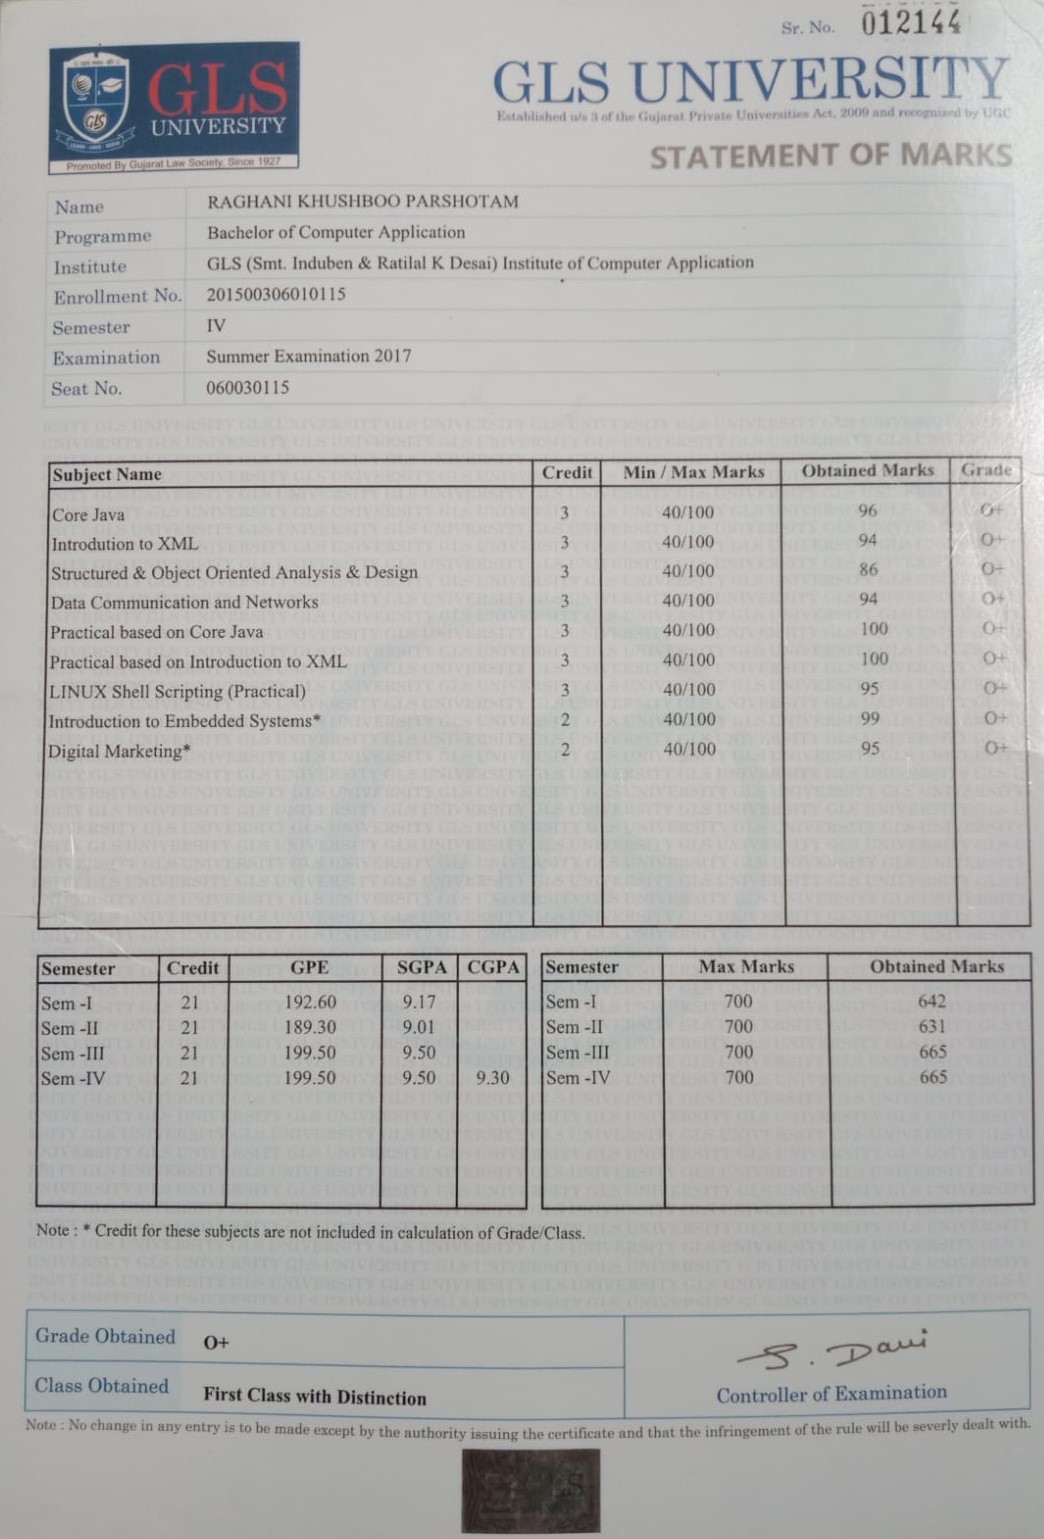 Sr. No. 012144
GLS
UNIVERSITY
GLS
Promoted By Gujarat Law Society, Since 1927
GLS UNIVERSITY
Established u/s 3 of the Gujarat Private Universities Act, 2009 and recognized by UGC
STATEMENT OF MARKS
Name RAGHANI KHUSHBOO PARSHOTAM
Programme Bachelor of Computer Application
Institute GLS (Smt. Induben & Ratilal K Desai) Institute of Computer Application
Enrollment No. 201500306010115
Semester IV
Examination Summer Examination 2017
Seat No. 060030115
Subject Name Credit Min / Max Marks Obtained Marks Grade
Core Java 3 40/100 96 O+
Introdution to XML 3 40/100 94 O+
Structured & Object Oriented Analysis & Design 3 40/100 86 O+
Data Communication and Networks 3 40/100 94 O+
Practical based on Core Java 3 40/100 100 O+
Practical based on Introduction to XML 3 40/100 100 O+
LINUX Shell Scripting (Practical) 3 40/100 95 O+
Introduction to Embedded Systems* 2 40/100 99 O+
Digital Marketing* 2 40/100 95 O+
Semester Credit GPE SGPA CGPA Semester Max Marks Obtained Marks
Sem -I 21 192.60 9.17 Sem -I 700 642
Sem -II 21 189.30 9.01 Sem -II 700 631
Sem -III 21 199.50 9.50 Sem -III 700 665
Sem -IV 21 199.50 9.50 9.30 Sem -IV 700 665
Note : * Credit for these subjects are not included in calculation of Grade/Class.
Grade Obtained O+
Class Obtained First Class with Distinction
Controller of Examination
Note : No change in any entry is to be made except by the authority issuing the certificate and that the infringement of the rule will be severly dealt with.